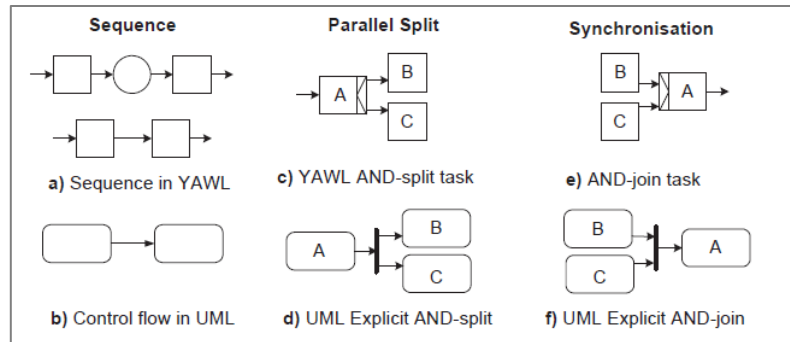 Sequence
Parallel Split
Synchronisation
A
B
C
B
C
A
a) Sequence in YAWL
c) YAWL AND-split task
e) AND-join task
A
B
C
B
C
A
b) Control flow in UML
d) UML Explicit AND-split
f) UML Explicit AND-join